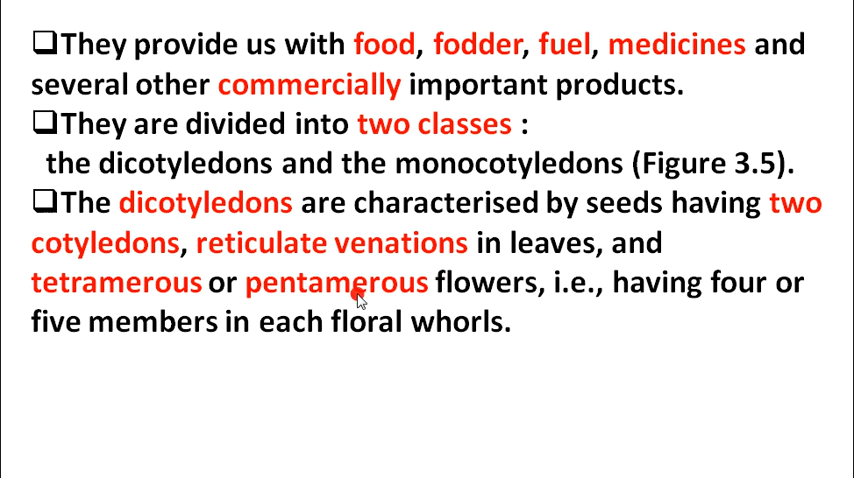 ❑They provide us with food, fodder, fuel, medicines and
several other commercially important products.
❑They are divided into two classes :
the dicotyledons and the monocotyledons (Figure 3.5).
❑The dicotyledons are characterised by seeds having two
cotyledons, reticulate venations in leaves, and
tetramerous or pentamerous flowers, i.e., having four or
five members in each floral whorls.